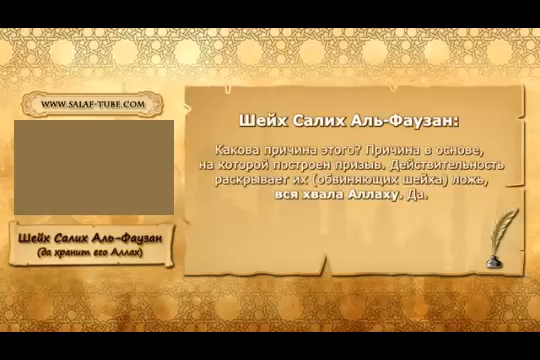 WWW.SALAF-TUBE.COM
Шейх Салих Аль-Фаузан
(да хранит его Аллах)
Шейх Салих Аль-Фаузан:
Какова причина этого? Причина в основе,
на которой построен призыв. Действительность
раскрывает их (обвиняющих шейха) ложь,
вся хвала Аллаху. Да.